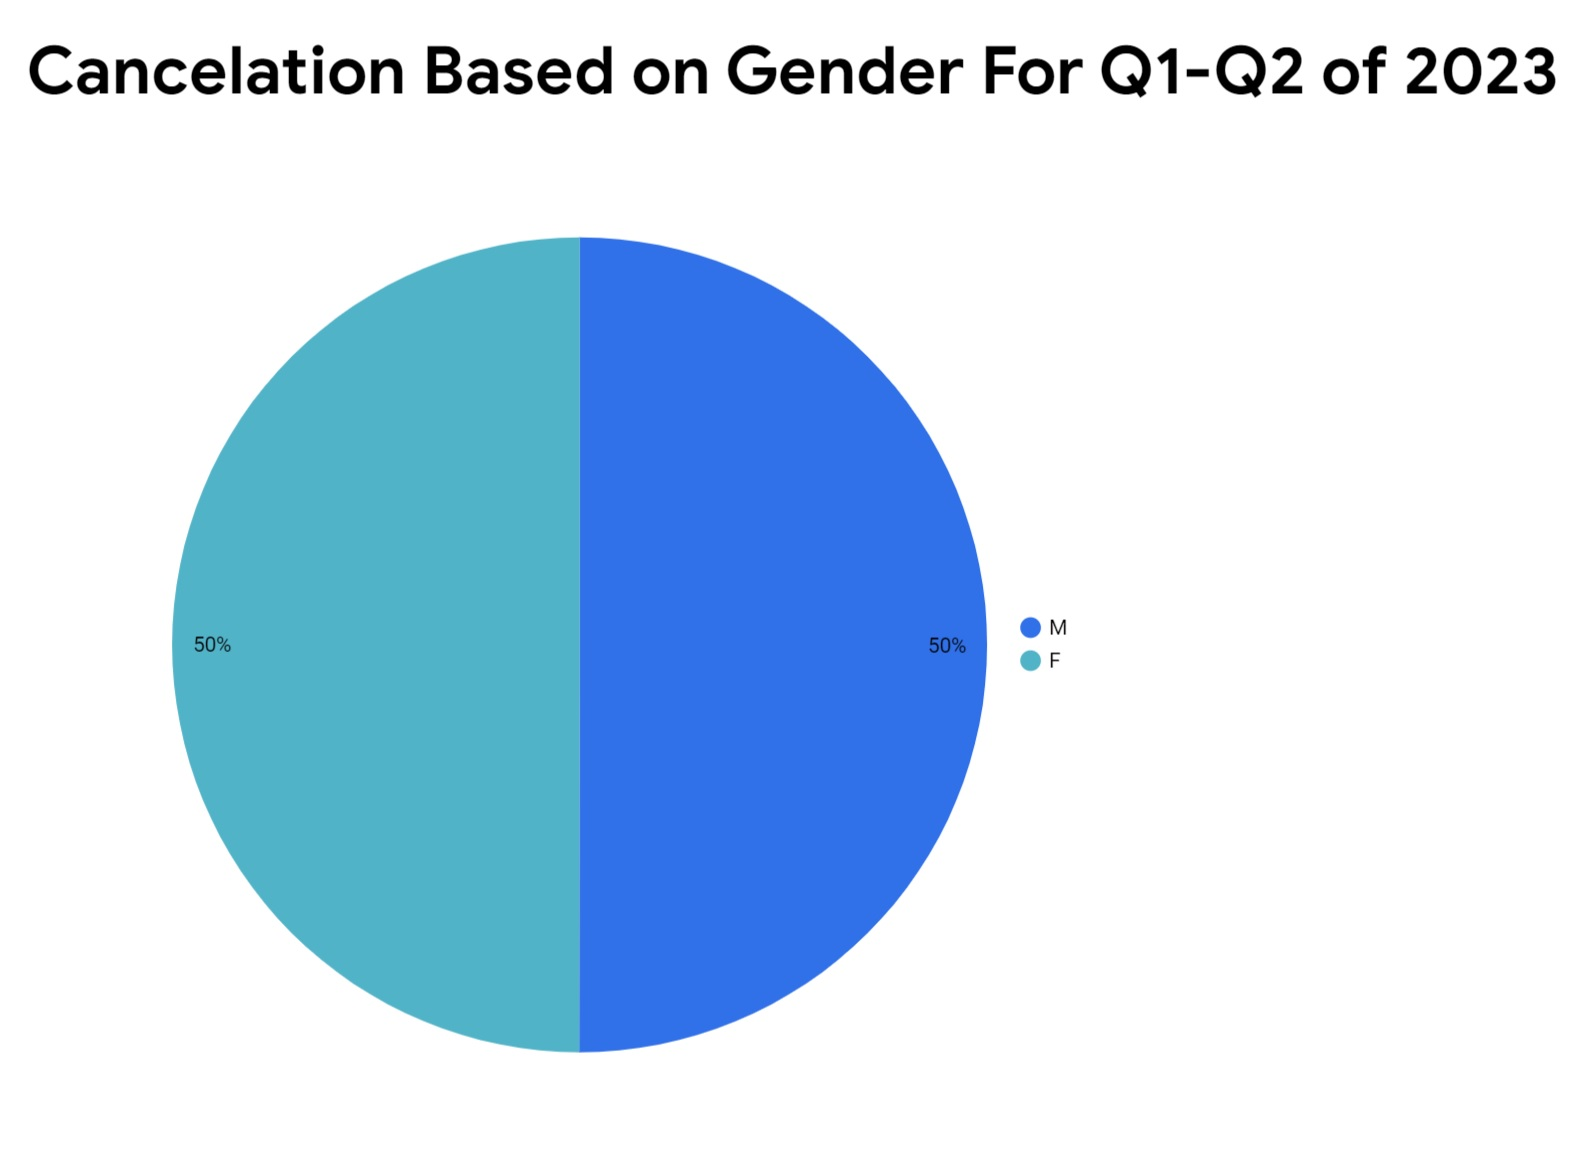 Cancelation Based on Gender For Q1-Q2 of 2023
50%
50%
M
F